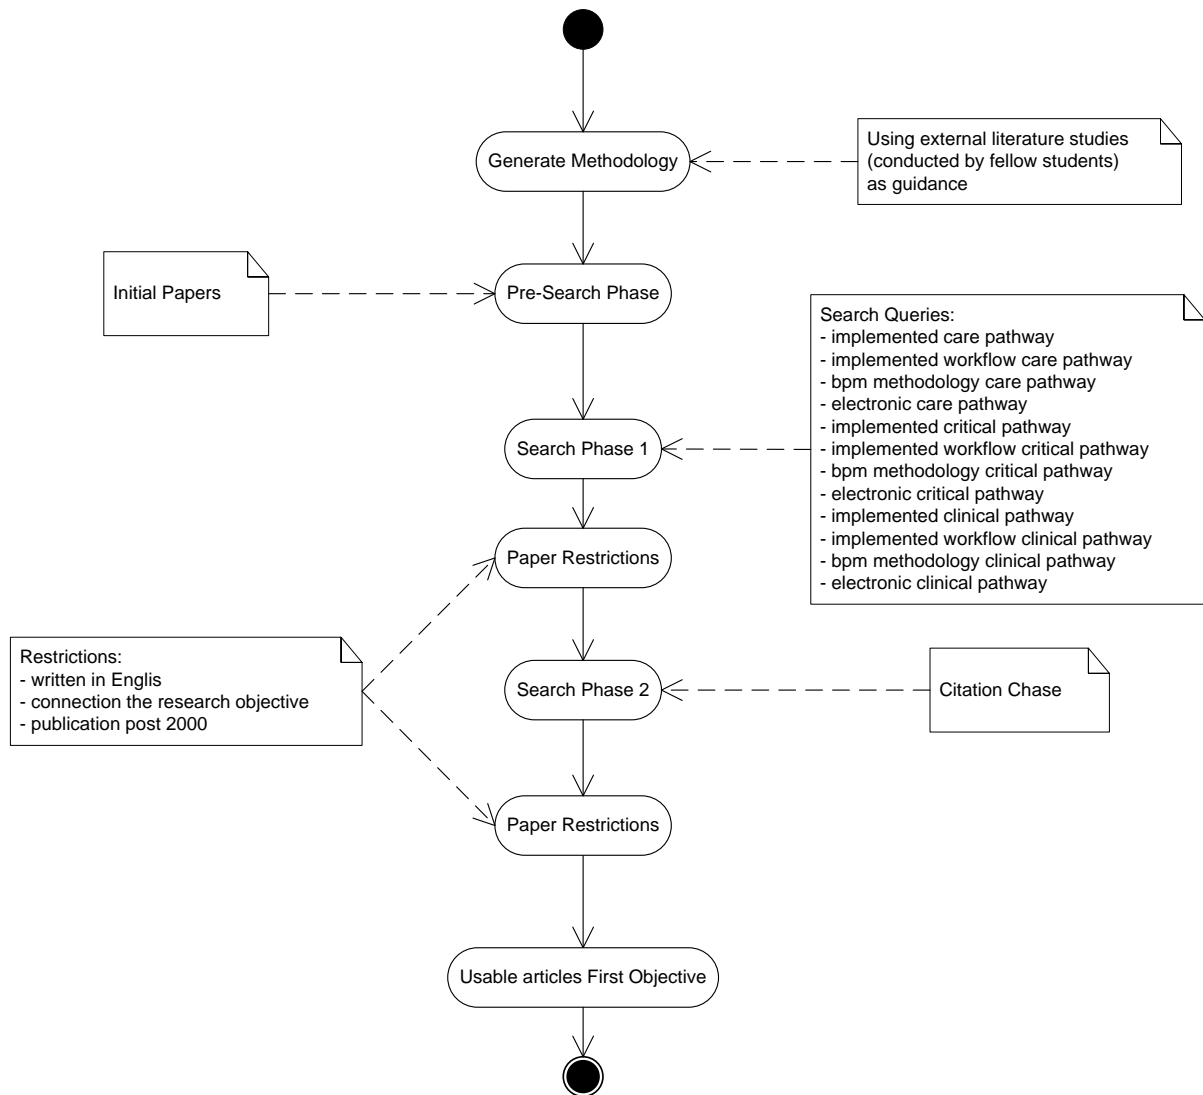 Generate Methodology
Using external literature studies
(conducted by fellow students)
as guidance
Initial Papers
Pre-Search Phase
Search Queries:
- implemented care pathway
- implemented workflow care pathway
- bpm methodology care pathway
- electronic care pathway
- implemented critical pathway
- implemented workflow critical pathway
- bpm methodology critical pathway
- electronic critical pathway
- implemented clinical pathway
- implemented workflow clinical pathway
- bpm methodology clinical pathway
- electronic clinical pathway
Search Phase 1
Paper Restrictions
Restrictions:
- written in Englis
- connection the research objective
- publication post 2000
Search Phase 2
Citation Chase
Paper Restrictions
Usable articles First Objective